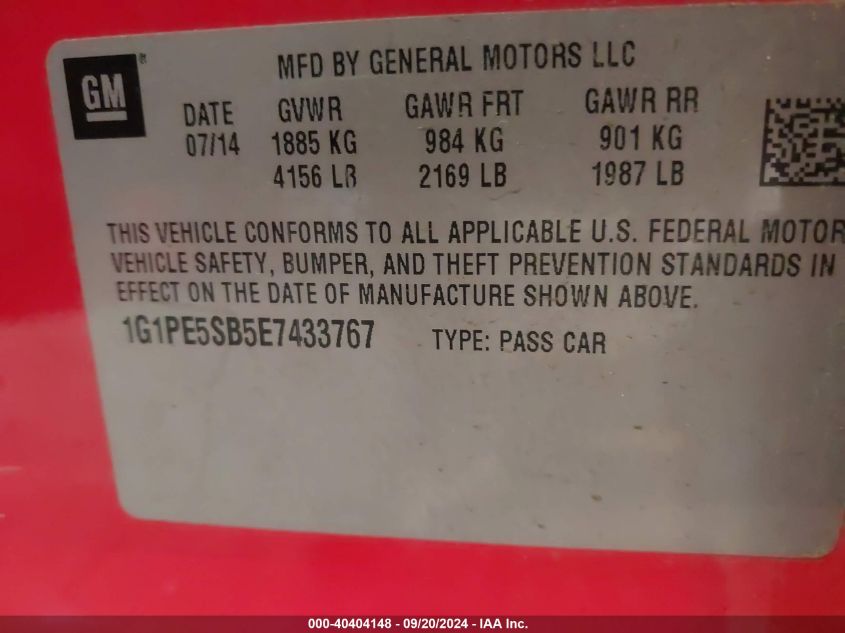 GM
MFD BY GENERAL MOTORS LLC
DATE GVWR GAWR FRT GAWR RR
07/14 1885 KG 984 KG 901 KG
4156 LB 2169 LB 1987 LB
THIS VEHICLE CONFORMS TO ALL APPLICABLE U.S. FEDERAL MOTOR
VEHICLE SAFETY, BUMPER, AND THEFT PREVENTION STANDARDS IN
EFFECT ON THE DATE OF MANUFACTURE SHOWN ABOVE.
1G1PE5SB5E7433767 TYPE: PASS CAR
000-40404148 - 09/20/2024 - IAA Inc.